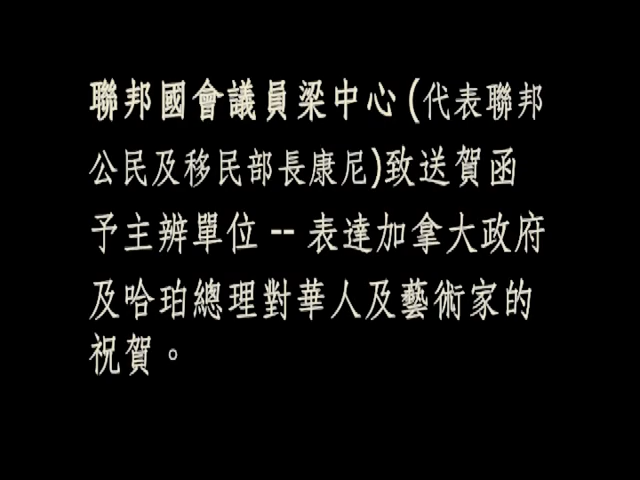 聯邦國會議員梁中心 (代表聯邦
公民及移民部長康尼)致送賀函
予主辨單位 -- 表達加拿大政府
及哈珀總理對華人及藝術家的
祝賀。